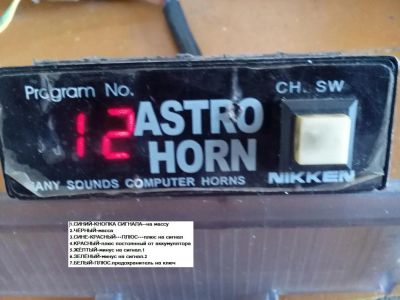 Program No.
CH. SW
12
ASTRO
HORN
MANY SOUNDS COMPUTER HORNS
NIKKEN
1.СИНИЙ-КНОПКА СИГНАЛА--на массу
2.ЧЕРНЫЙ-масса
3.СИНЕ-КРАСНЫЙ---ПЛЮС---плюс на сигнал
4.КРАСНЫЙ-плюс постоянный от аккумулятора
5.ЖЕЛТЫЙ-минус на сигнал.1
6.ЗЕЛЕНЫЙ-минус на сигнал.2
7.БЕЛЫЙ-ПЛЮС.предохранитель на ключ